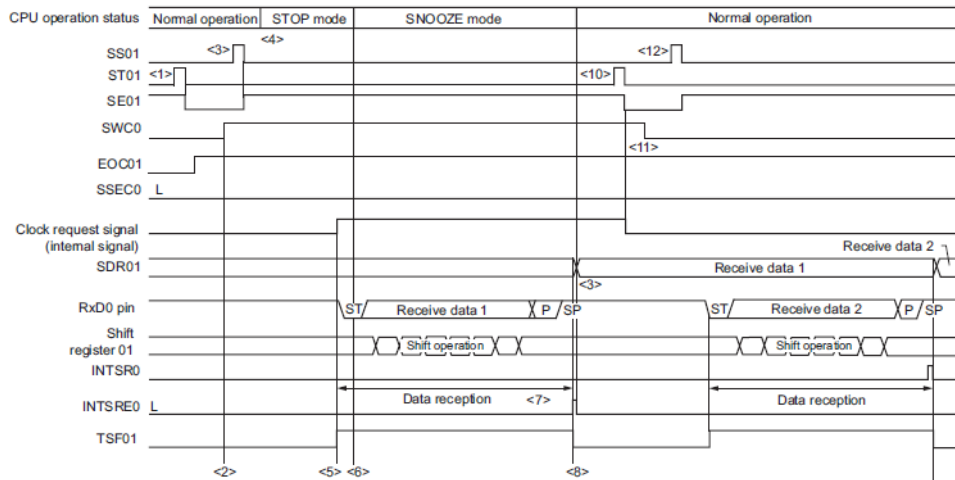 CPU operation status Normal operation STOP mode SNOOZE mode Normal operation
<4>
SS01 <3> <12>
ST01 <1> <10>
SE01
SWC0
<11>
EOC01
SSEC0 L
Clock request signal
(internal signal)
Receive data 2
SDR01 Receive data 1
<3>
RxD0 pin ST Receive data 1 P SP ST Receive data 2 P SP
Shift
register 01 Shift operation Shift operation
INTSR0
Data reception <7> Data reception
INTSRE0 L
TSF01
<2> <5> <6> <8>